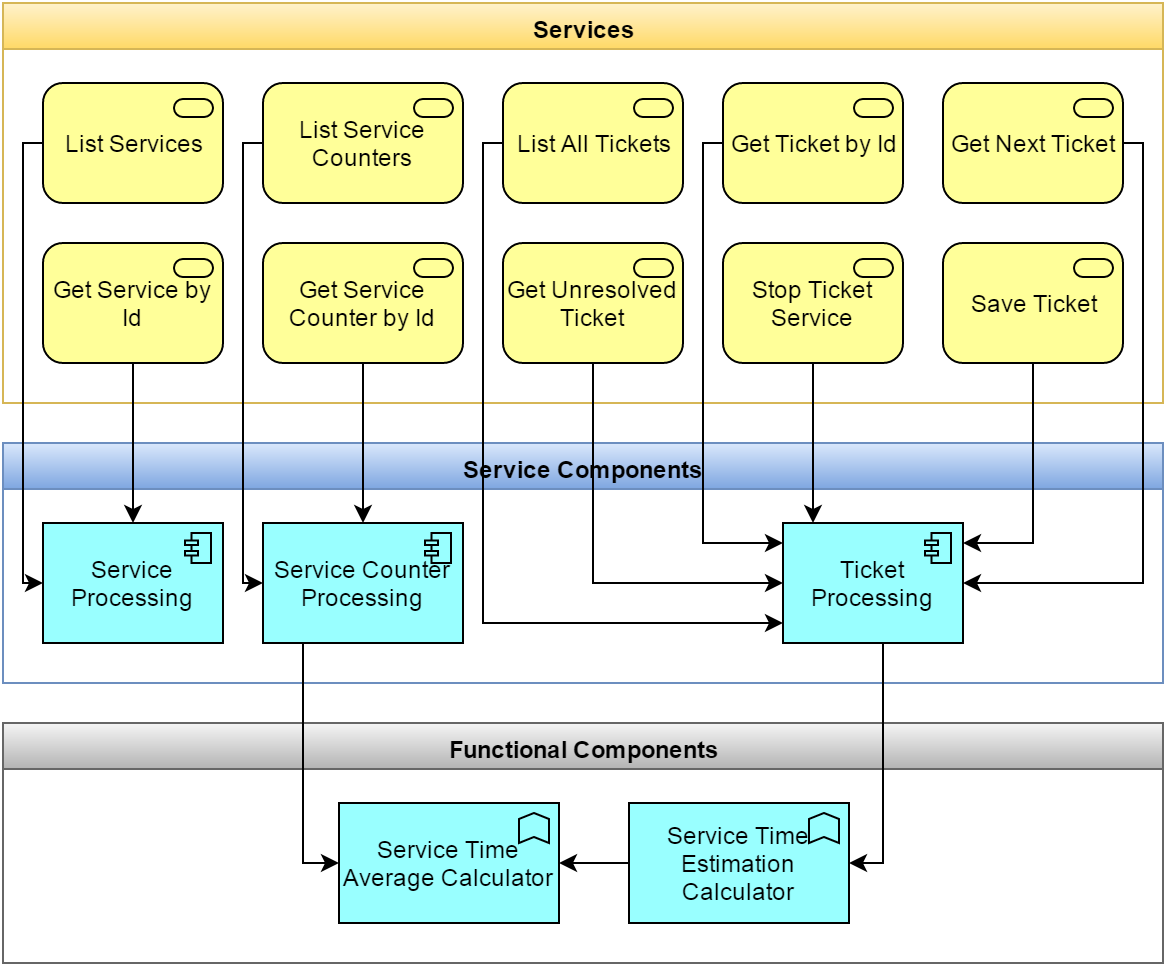 Services
List Services
List Service
Counters
List All Tickets
Get Ticket by Id
Get Next Ticket
Get Service by
Id
Get Service
Counter by Id
Get Unresolved
Ticket
Stop Ticket
Service
Save Ticket
Service Components
Service
Processing
Service Counter
Processing
Ticket
Processing
Functional Components
Service Time
Average Calculator
Service Time
Estimation
Calculator